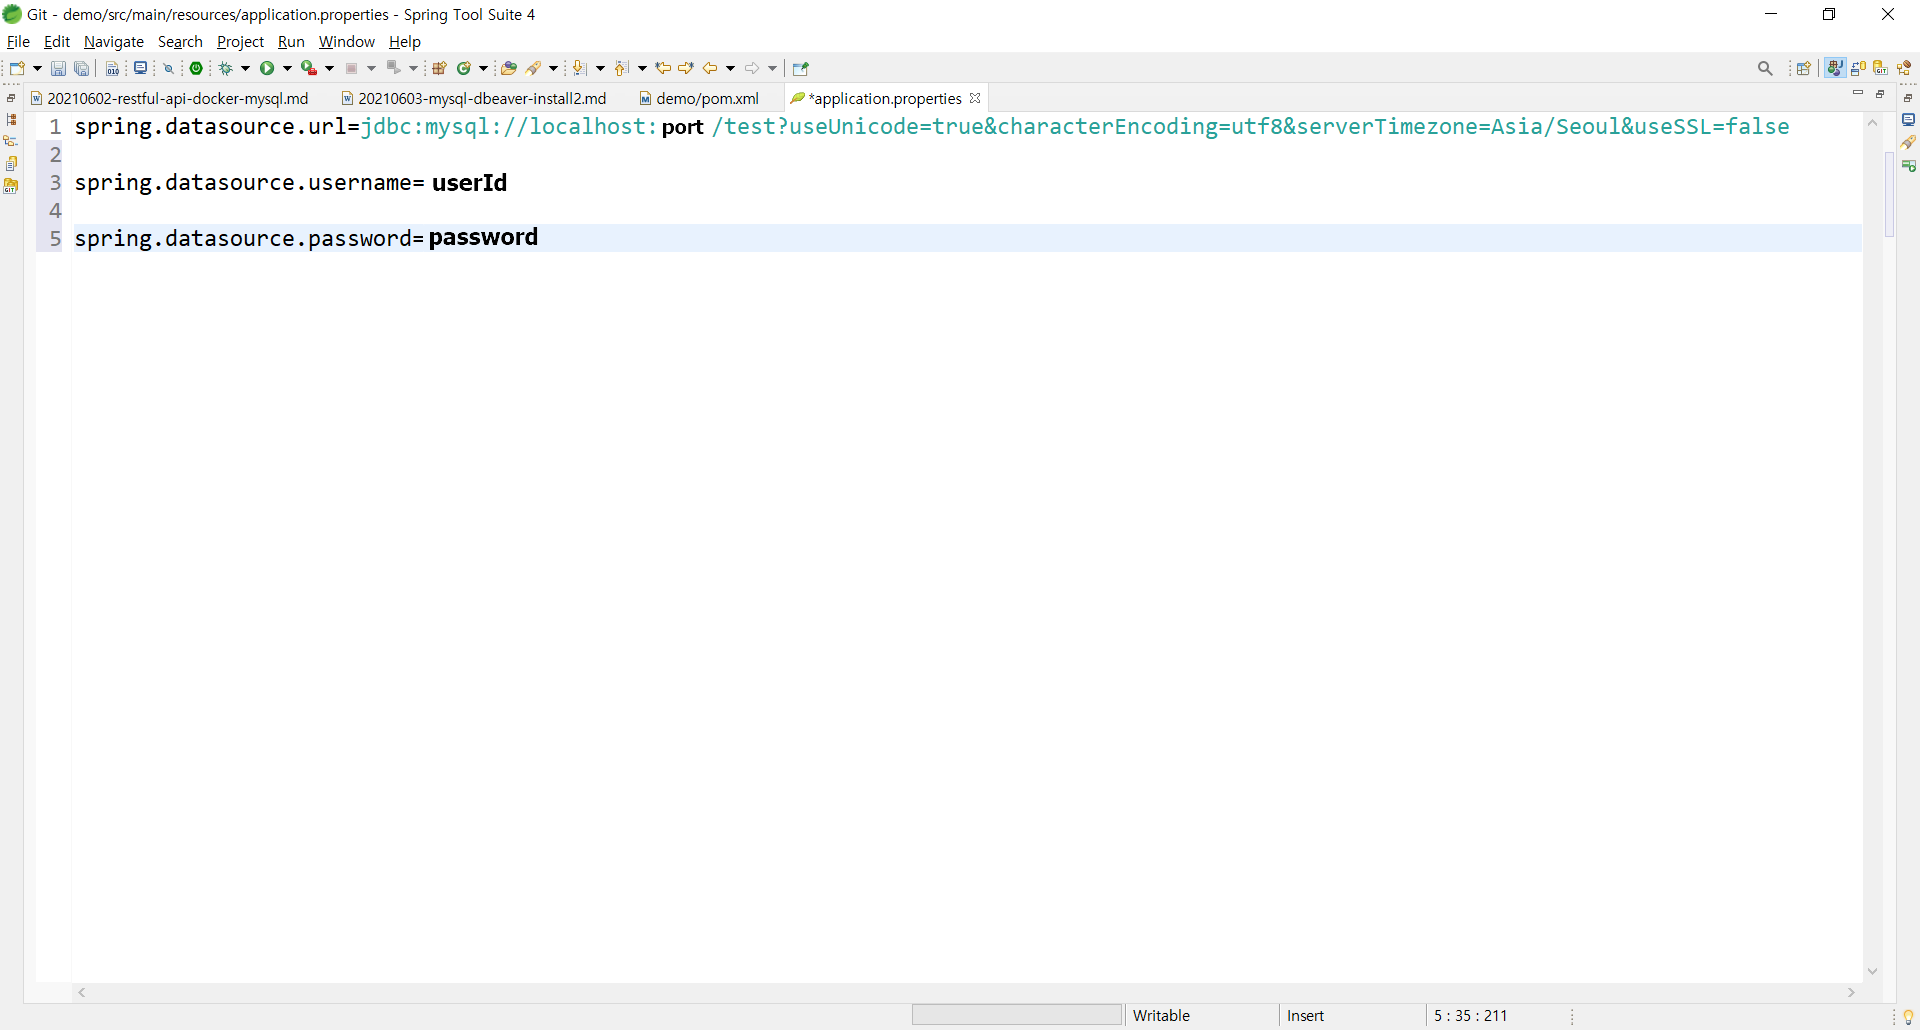 Git - demo/src/main/resources/application.properties - Spring Tool Suite 4
File Edit Navigate Search Project Run Window Help
20210602-restful-api-docker-mysql.md 20210603-mysql-dbeaver-install2.md demo/pom.xml *application.properties
1 spring.datasource.url=jdbc:mysql://localhost: port /test?useUnicode=true&characterEncoding=utf8&serverTimezone=Asia/Seoul&useSSL=false
2
3 spring.datasource.username= userId
4
5 spring.datasource.password= password
Writable Insert 5 : 35 : 211